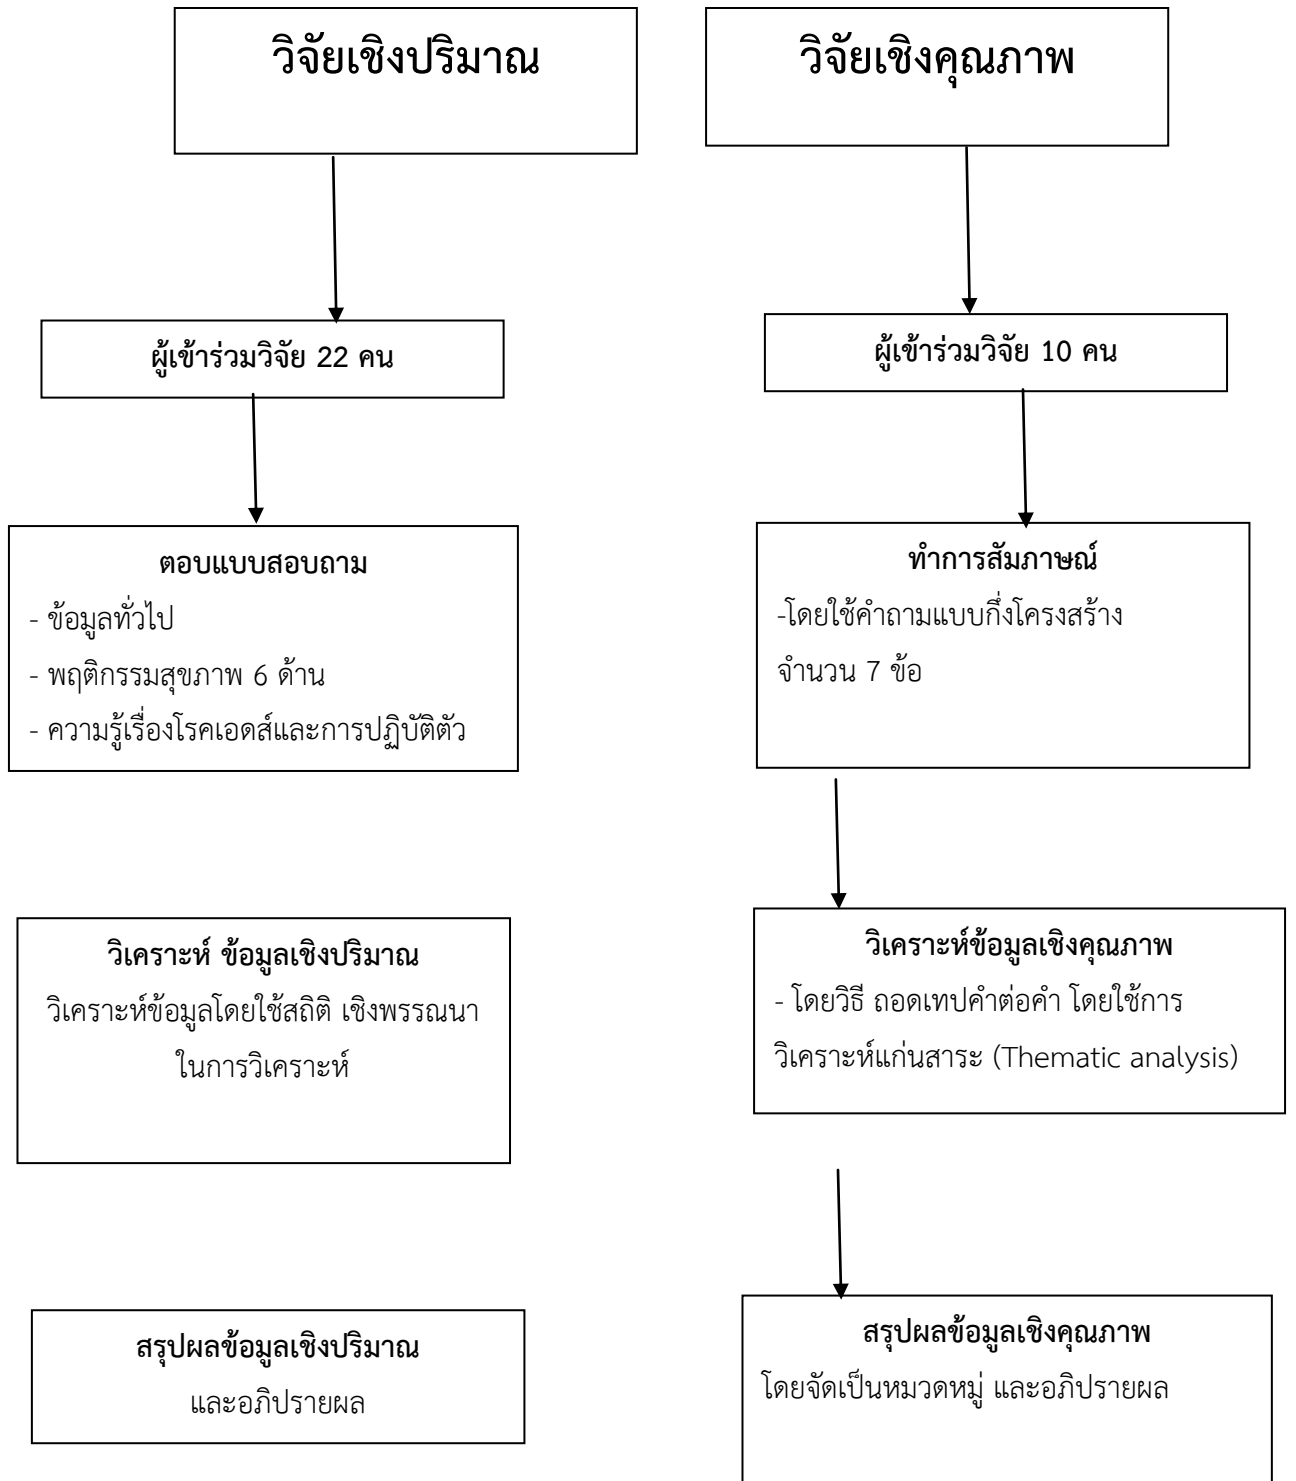 วิจัยเชิงปริมาณ
วิจัยเชิงคุณภาพ
ผู้เข้าร่วมวิจัย 22 คน
ผู้เข้าร่วมวิจัย 10 คน
ตอบแบบสอบถาม
- ข้อมูลทั่วไป
- พฤติกรรมสุขภาพ 6 ด้าน
- ความรู้เรื่องโรคเอดส์และการปฏิบัติตัว
ทำการสัมภาษณ์
-โดยใช้คำถามแบบกึ่งโครงสร้าง
จำนวน 7 ข้อ
วิเคราะห์ ข้อมูลเชิงปริมาณ
วิเคราะห์ข้อมูลโดยใช้สถิติ เชิงพรรณนา
ในการวิเคราะห์
วิเคราะห์ข้อมูลเชิงคุณภาพ
- โดยวิธี ถอดเทปคำต่อคำ โดยใช้การ
วิเคราะห์แก่นสาระ (Thematic analysis)
สรุปผลข้อมูลเชิงปริมาณ
และอภิปรายผล
สรุปผลข้อมูลเชิงคุณภาพ
โดยจัดเป็นหมวดหมู่ และอภิปรายผล